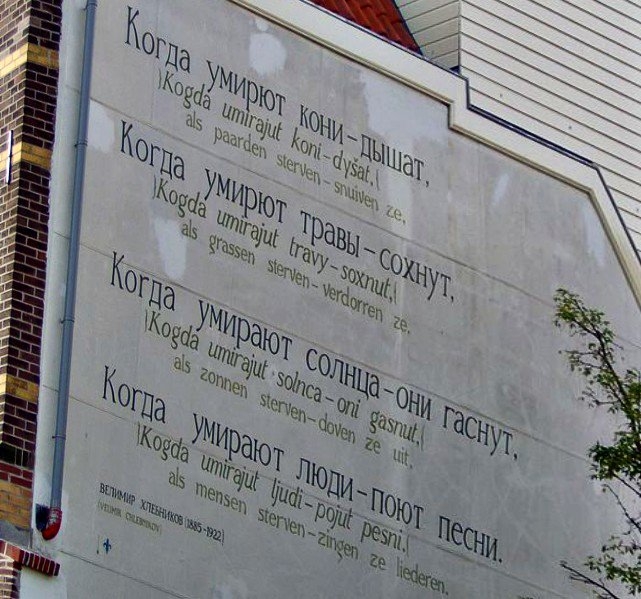 Когда умирют кони–дышат,
(Kogda umirajut koni–dyšat,(
als paarden sterven–snuiven ze,
Когда умирют травы–сохнут,
(Kogda umirajut travy–soxnut,(
als grassen sterven–verdorren ze,
Когда умирают солнца–они гаснут,
(Kogda umirajut solnca–oni gasnut,(
als zonnen sterven–doven ze uit,
Когда умирают люди–поют песни.
(Kogda umirajut ljudi–pojut pesni.(
als mensen sterven–zingen ze liederen.
ВЕЛИМИР ХЛЕБНИКОВ (1885-1922)
(VELIMIR CHLEBNIKOV)